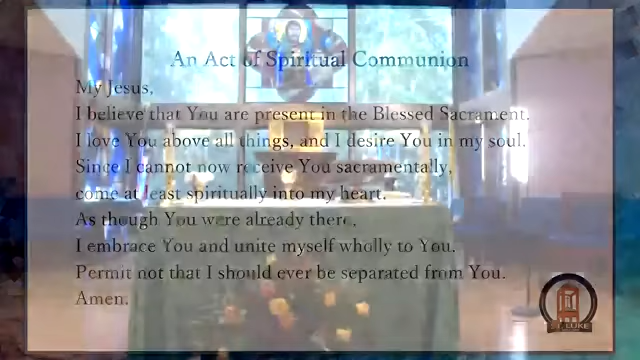 An Act of Spiritual Communion
My Jesus,
I believe that You are present in the Blessed Sacrament.
I love You above all things, and I desire You in my soul.
Since I cannot now receive You sacramentally,
come at least spiritually into my heart.
As though You were already there,
I embrace You and unite myself wholly to You.
Permit not that I should ever be separated from You.
Amen.
ST. LUKE